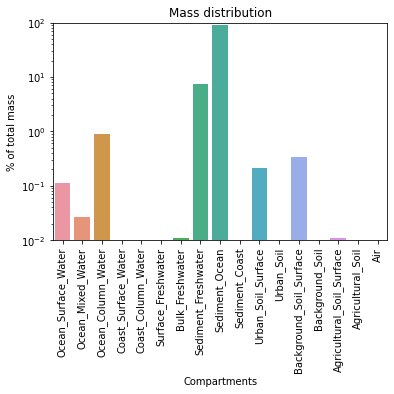 Mass distribution
% of total mass
10²
10¹
10⁰
10⁻¹
10⁻²
Ocean_Surface_Water
Ocean_Mixed_Water
Ocean_Column_Water
Coast_Surface_Water
Coast_Column_Water
Surface_Freshwater
Bulk_Freshwater
Sediment_Freshwater
Sediment_Ocean
Sediment_Coast
Urban_Soil_Surface
Urban_Soil
Background_Soil_Surface
Background_Soil
Agricultural_Soil_Surface
Agricultural_Soil
Air
Compartments